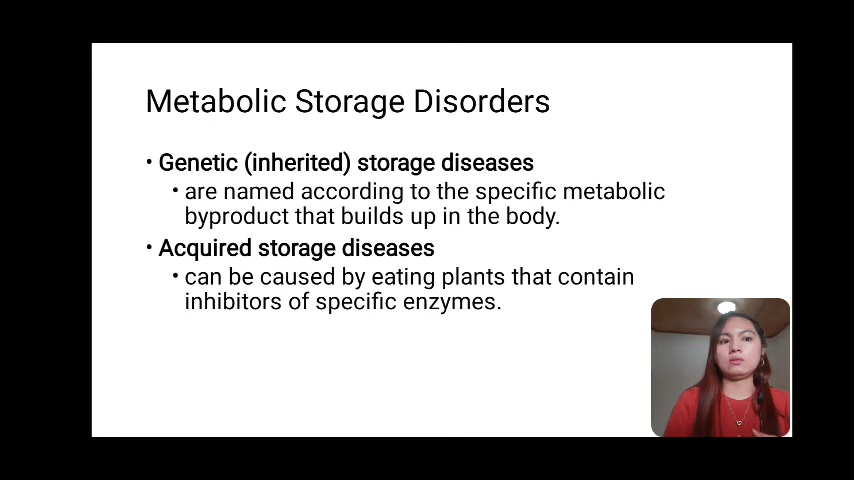 Metabolic Storage Disorders
• Genetic (inherited) storage diseases
• are named according to the specific metabolic
byproduct that builds up in the body.
• Acquired storage diseases
• can be caused by eating plants that contain
inhibitors of specific enzymes.